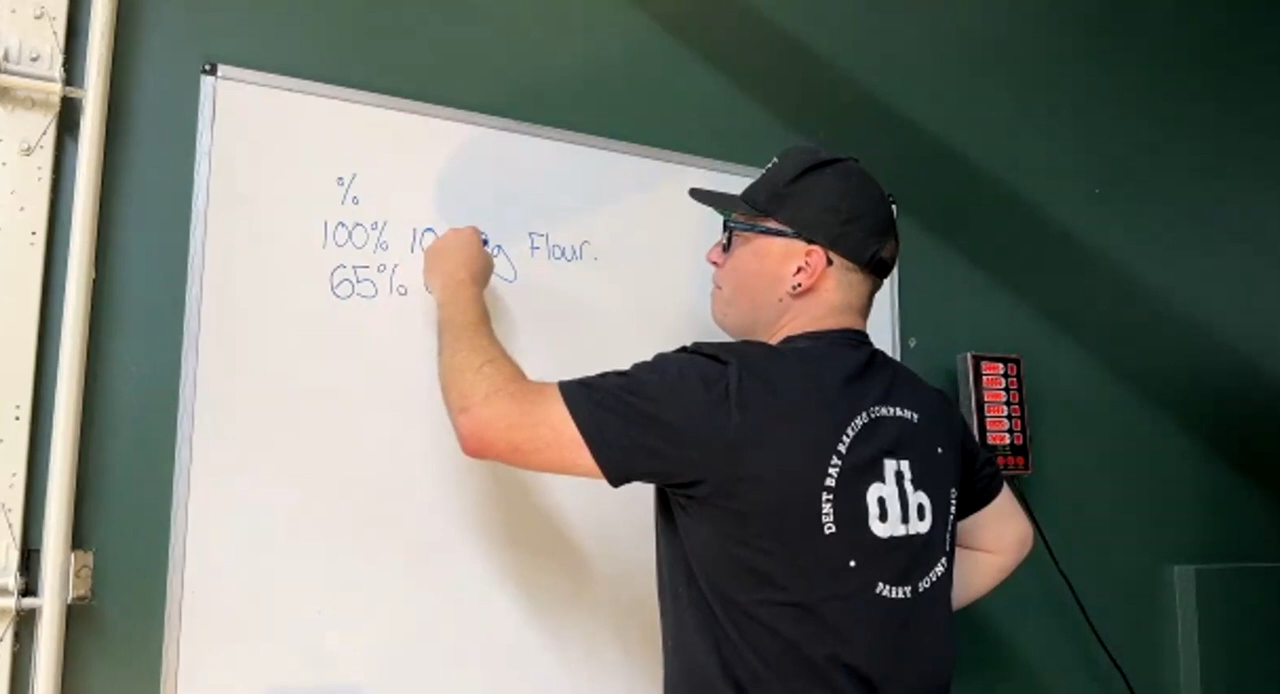 %
100% Flour.
65%
DENT BAY BAKING COMPANY
db
PARRY SOUND